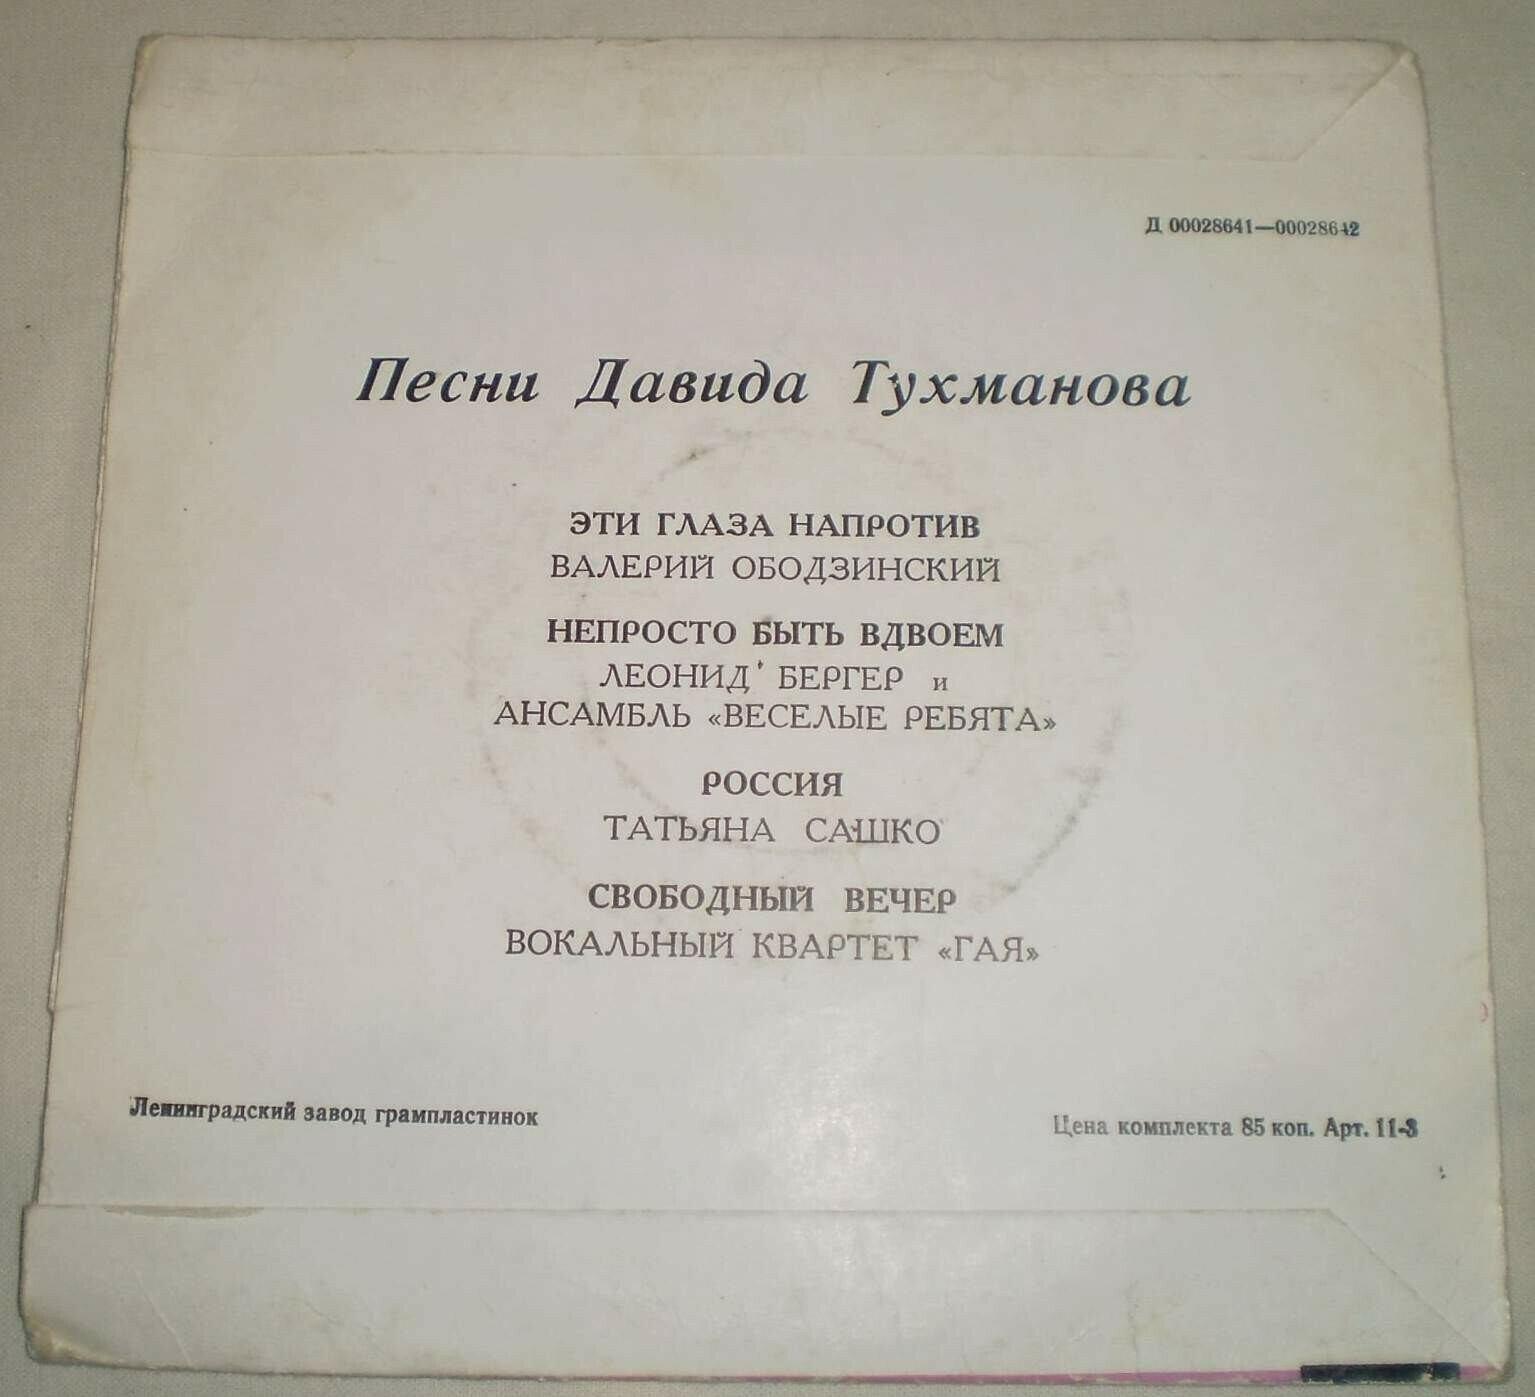 Д 00028641—00028642
Песни Давида Тухманова
ЭТИ ГЛАЗА НАПРОТИВ
ВАЛЕРИЙ ОБОДЗИНСКИЙ
НЕПРОСТО БЫТЬ ВДВОЕМ
ЛЕОНИД БЕРГЕР и
АНСАМБЛЬ «ВЕСЕЛЫЕ РЕБЯТА»
РОССИЯ
ТАТЬЯНА САШКО
СВОБОДНЫЙ ВЕЧЕР
ВОКАЛЬНЫЙ КВАРТЕТ «ГАЯ»
Ленинградский завод грампластинок
Цена комплекта 85 коп. Арт. 11-3